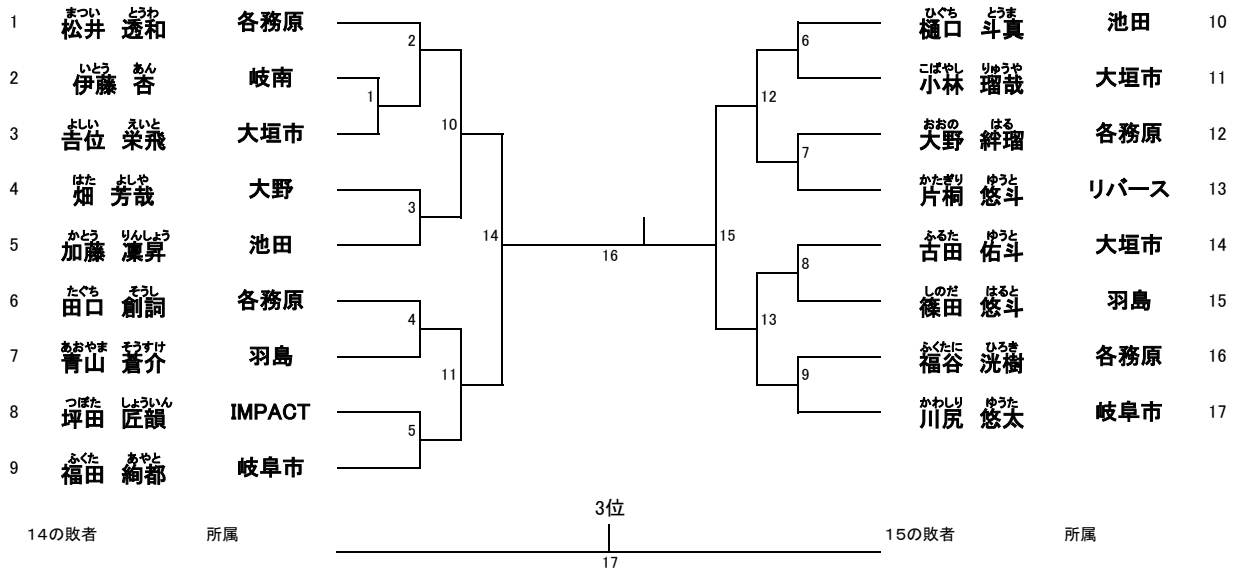 まつい とうわ ひぐち とうま
1 松井 透和 各務原 2 6 樋口 斗真 池田 10
いとう あん こばやし りゅうや
2 伊藤 杏 岐南 1 12 小林 瑠哉 大垣市 11
よしい えいと おおの はる
3 吉位 栄飛 大垣市 10 7 大野 絆瑠 各務原 12
はた よしや かたぎり ゆうと
4 畑 芳哉 大野 3 片桐 悠斗 リバース 13
かとう りんしょう ふるた ゆうと
5 加藤 凜昇 池田 14 16 15 8 古田 佑斗 大垣市 14
たぐち そうし しのだ はると
6 田口 創詞 各務原 4 13 篠田 悠斗 羽島 15
あおやま そうすけ ふくたに ひろき
7 青山 蒼介 羽島 11 9 福谷 洸樹 各務原 16
つぼた しょういん かわしり ゆうた
8 坪田 匠韻 IMPACT 5 川尻 悠太 岐阜市 17
ふくた あやと
9 福田 絢都 岐阜市
3位
14の敗者 所属 15の敗者 所属
17